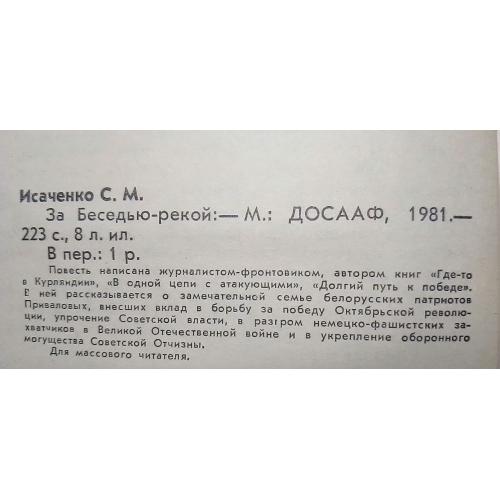 Исаченко С. М.
За Беседью-рекой:— М.: ДОСААФ, 1981.—
223 с., 8 л. ил.
В пер.: 1 р.
Повесть написана журналистом-фронтовиком, автором книг «Где-то
в Курляндии», «В одной цепи с атакующими», «Долгий путь к победе».
В ней рассказывается о замечательной семье белорусских патриотов
Приваловых, внесших вклад в борьбу за победу Октябрьской револю-
ции, упрочение Советской власти, в разгром немецко-фашистских за-
хватчиков в Великой Отечественной войне и в укрепление оборонного
могущества Советской Отчизны.
Для массового читателя.